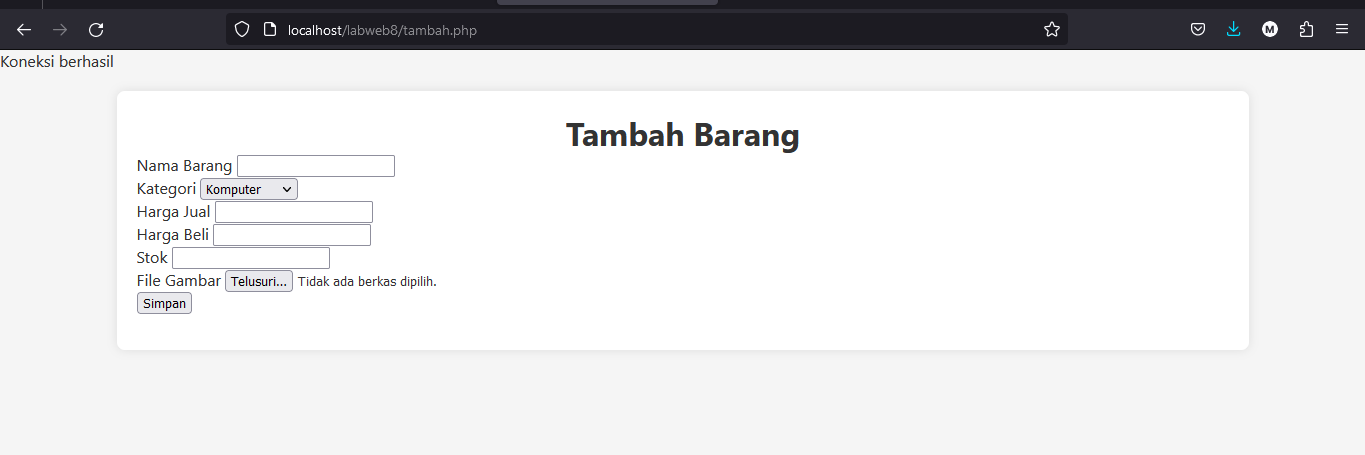 localhost/labweb8/tambah.php
M
Koneksi berhasil
Tambah Barang
Nama Barang
Kategori Komputer
Harga Jual
Harga Beli
Stok
File Gambar Telusuri... Tidak ada berkas dipilih.
Simpan